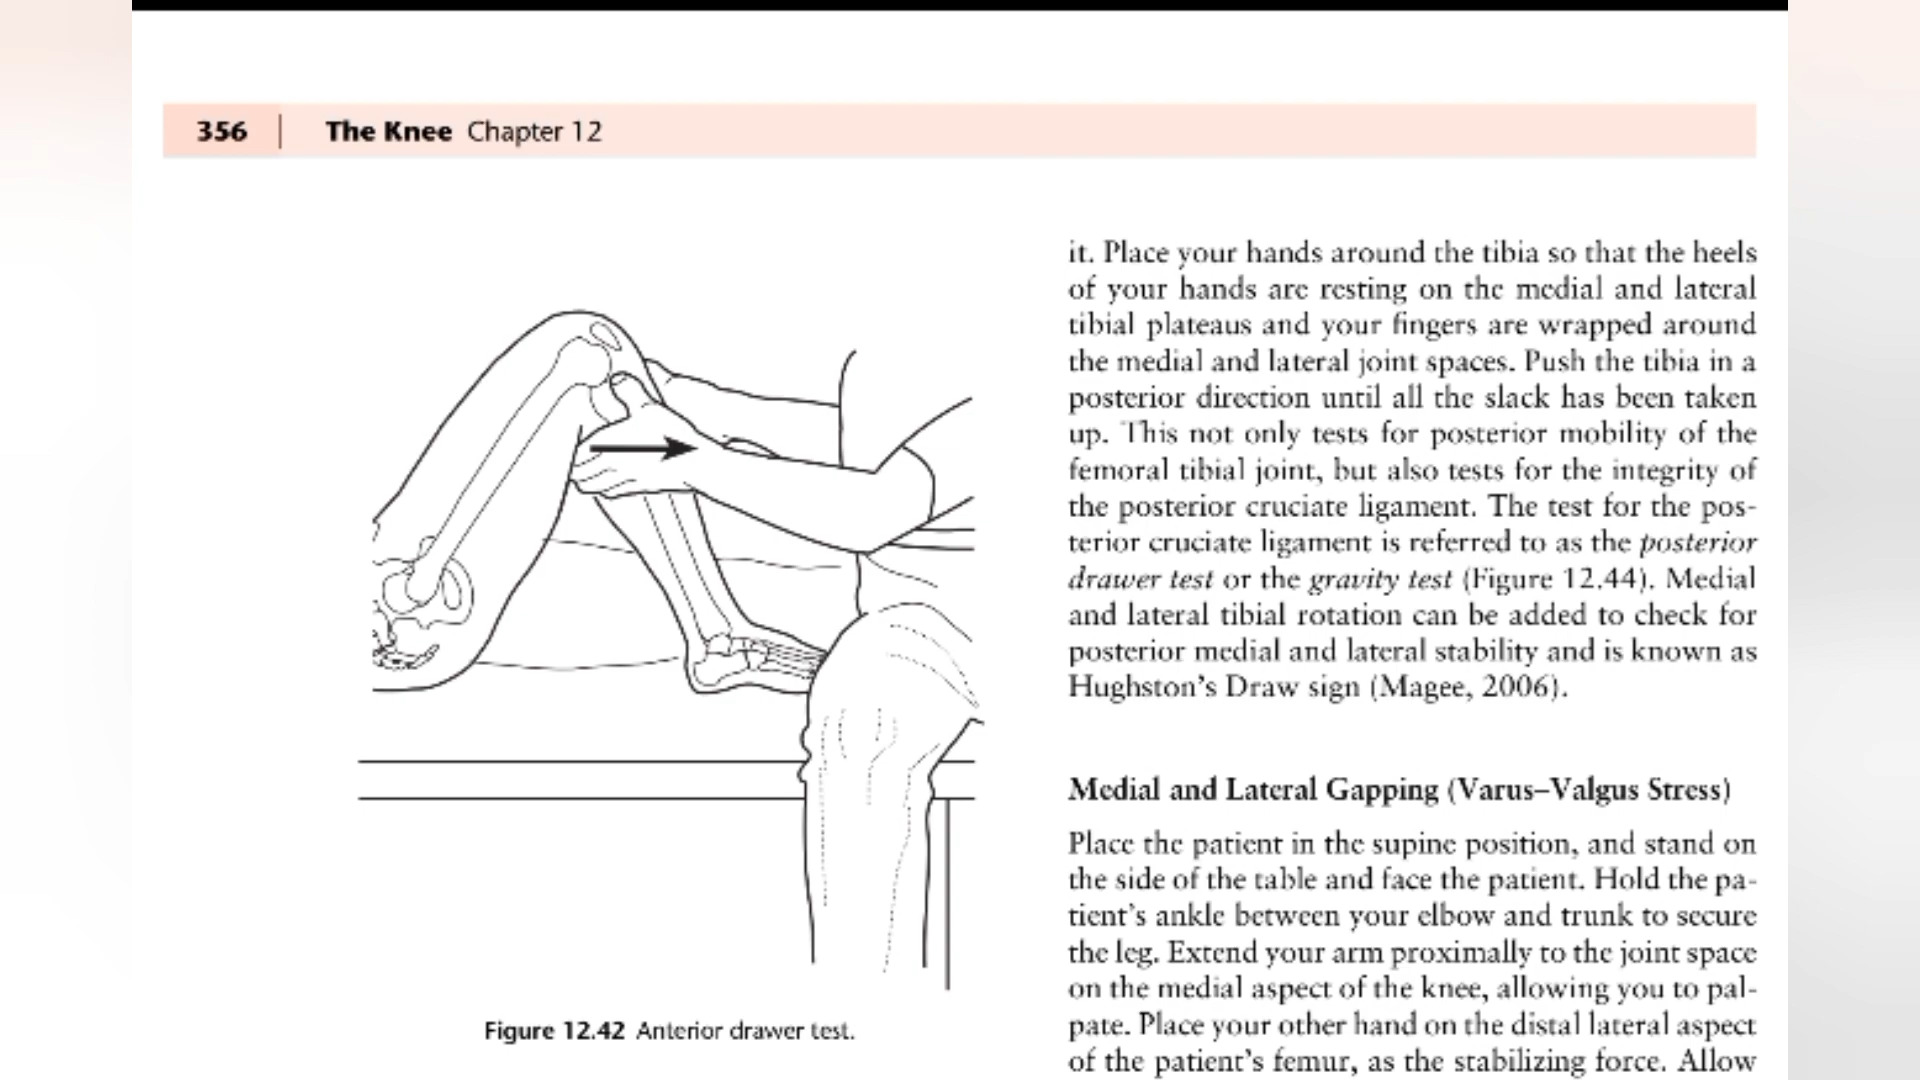 356 The Knee Chapter 12
it. Place your hands around the tibia so that the heels
of your hands are resting on the medial and lateral
tibial plateaus and your fingers are wrapped around
the medial and lateral joint spaces. Push the tibia in a
posterior direction until all the slack has been taken
up. This not only tests for posterior mobility of the
femoral tibial joint, but also tests for the integrity of
the posterior cruciate ligament. The test for the pos-
terior cruciate ligament is referred to as the posterior
drawer test or the gravity test (Figure 12.44). Medial
and lateral tibial rotation can be added to check for
posterior medial and lateral stability and is known as
Hughston's Draw sign (Magee, 2006).
Medial and Lateral Gapping (Varus–Valgus Stress)
Place the patient in the supine position, and stand on
the side of the table and face the patient. Hold the pa-
tient's ankle between your elbow and trunk to secure
the leg. Extend your arm proximally to the joint space
on the medial aspect of the knee, allowing you to pal-
pate. Place your other hand on the distal lateral aspect
of the patient's femur, as the stabilizing force. Allow
Figure 12.42 Anterior drawer test.